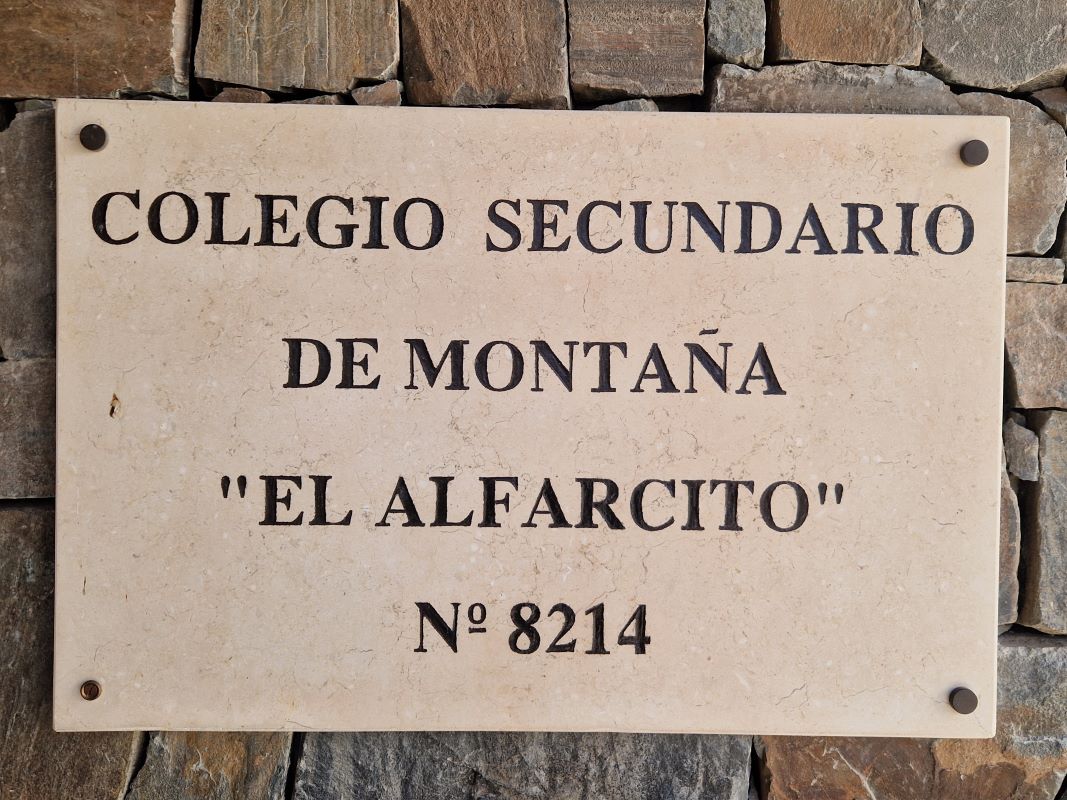 COLEGIO SECUNDARIO
DE MONTAÑA
"EL ALFARCITO"
Nº 8214